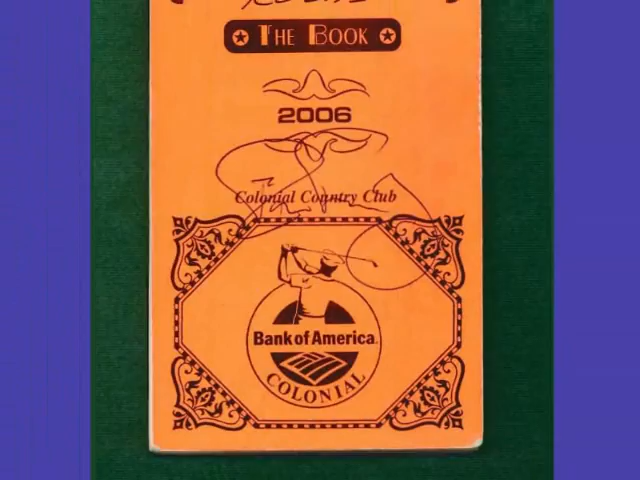 THE BOOK
2006
Colonial Country Club
Bank of America
COLONIAL